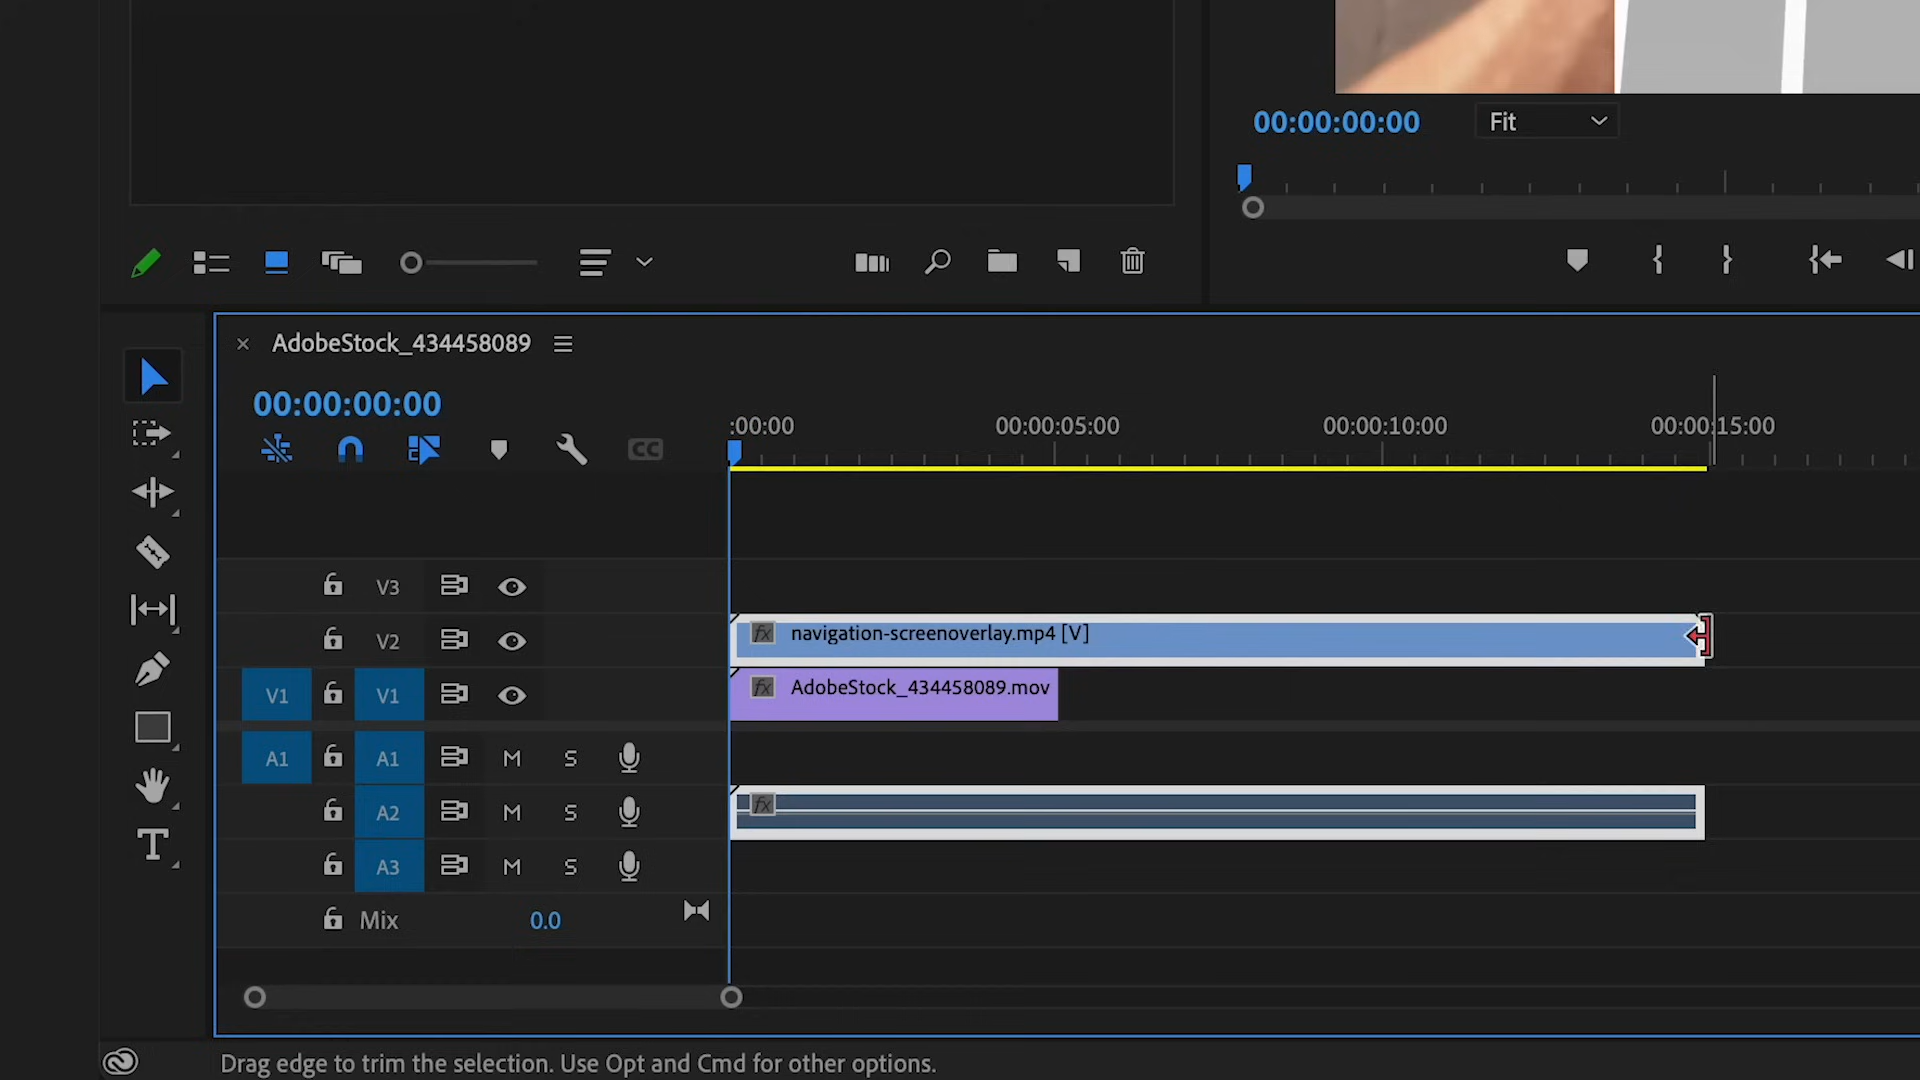 00:00:00:00
Fit
AdobeStock_434458089
00:00:00:00
:00:00
00:00:05:00
00:00:10:00
00:00:15:00
CC
V3
V2
fx
navigation-screenoverlay.mp4 [V]
V1
V1
fx
AdobeStock_434458089.mov
A1
A1
M
S
A2
M
S
fx
A3
M
S
Mix
0.0
Drag edge to trim the selection. Use Opt and Cmd for other options.